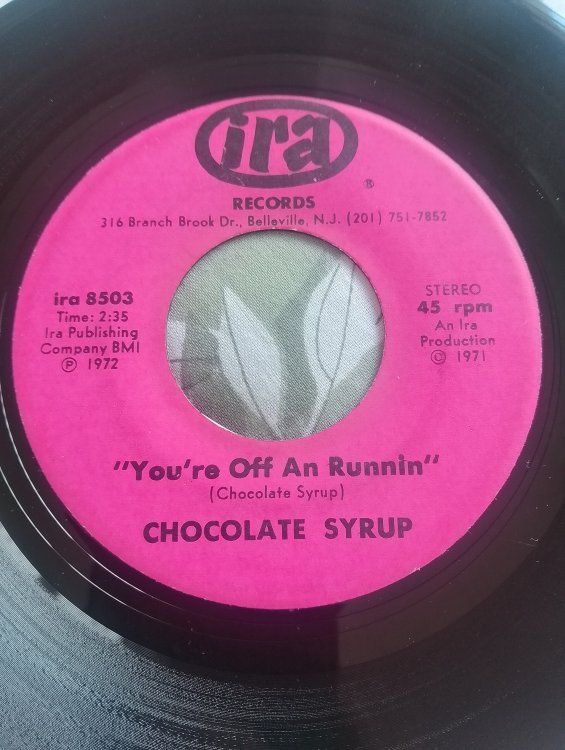 ira
®
RECORDS
316 Branch Brook Dr., Belleville, N.J. (201) 751-7852
ira 8503
Time: 2:35
Ira Publishing
Company BMI
℗ 1972
STEREO
45 rpm
An Ira
Production
© 1971
"You're Off An Runnin"
(Chocolate Syrup)
CHOCOLATE SYRUP